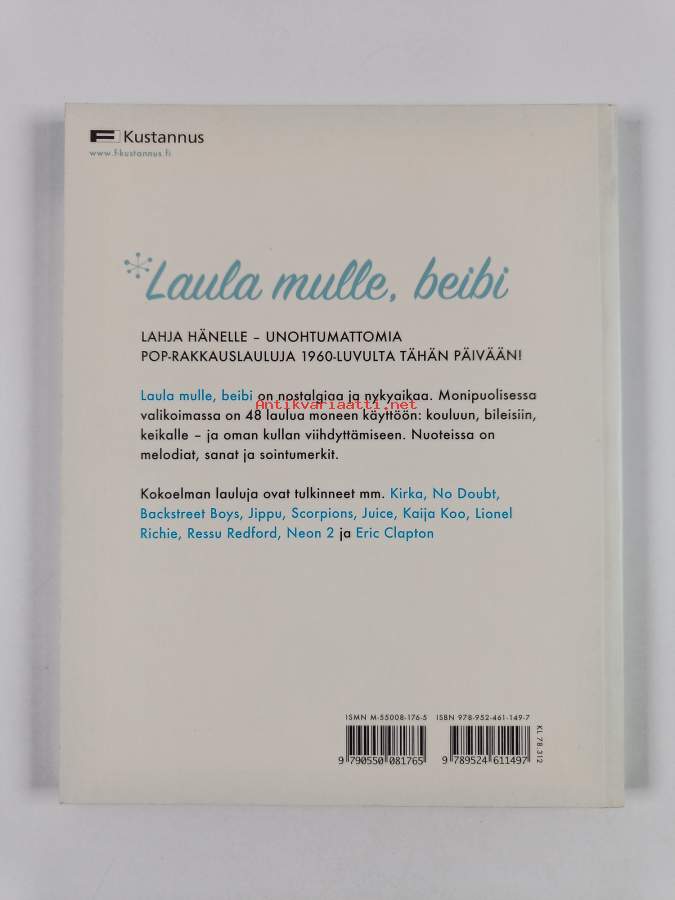 F Kustannus
www.f-kustannus.fi
*Laula mulle, beibi
LAHJA HÄNELLE – UNOHTUMATTOMIA
POP-RAKKAUSLAULUJA 1960-LUVULTA TÄHÄN PÄIVÄÄN!
Laula mulle, beibi on nostalgiaa ja nykyaikaa. Monipuolisessa
Antikvariaatti.net
valikoimassa on 48 laulua moneen käyttöön: kouluun, bileisiin,
keikalle – ja oman kullan viihdyttämiseen. Nuoteissa on
melodiat, sanat ja sointumerkit.
Kokoelman lauluja ovat tulkinneet mm. Kirka, No Doubt,
Backstreet Boys, Jippu, Scorpions, Juice, Kaija Koo, Lionel
Richie, Ressu Redford, Neon 2 ja Eric Clapton
ISMN M-55008-176-5 ISBN 978-952-461-149-7
9 790550 081765 9 789524 611497
KL 78.312